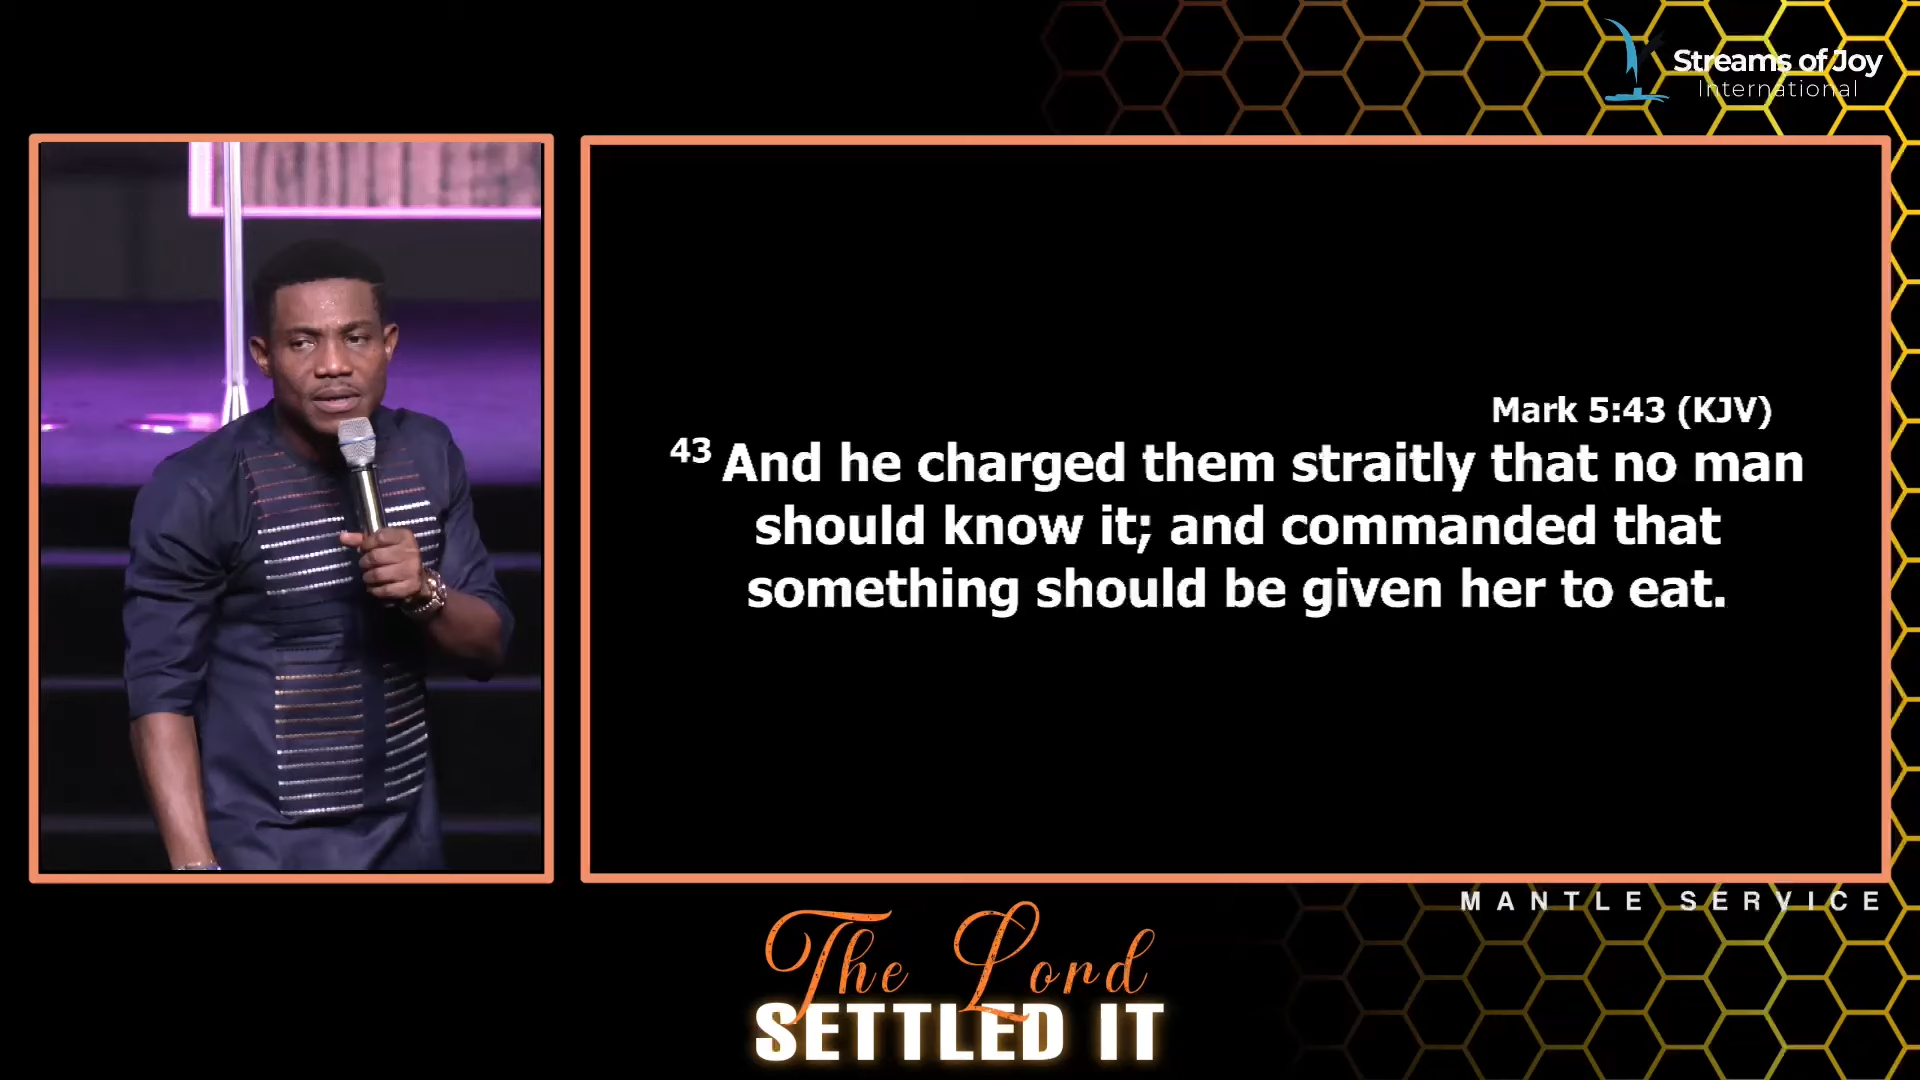 Streams of Joy
International
Mark 5:43 (KJV)
43 And he charged them straitly that no man
should know it; and commanded that
something should be given her to eat.
MANTLE SERVICE
The Lord
SETTLED IT